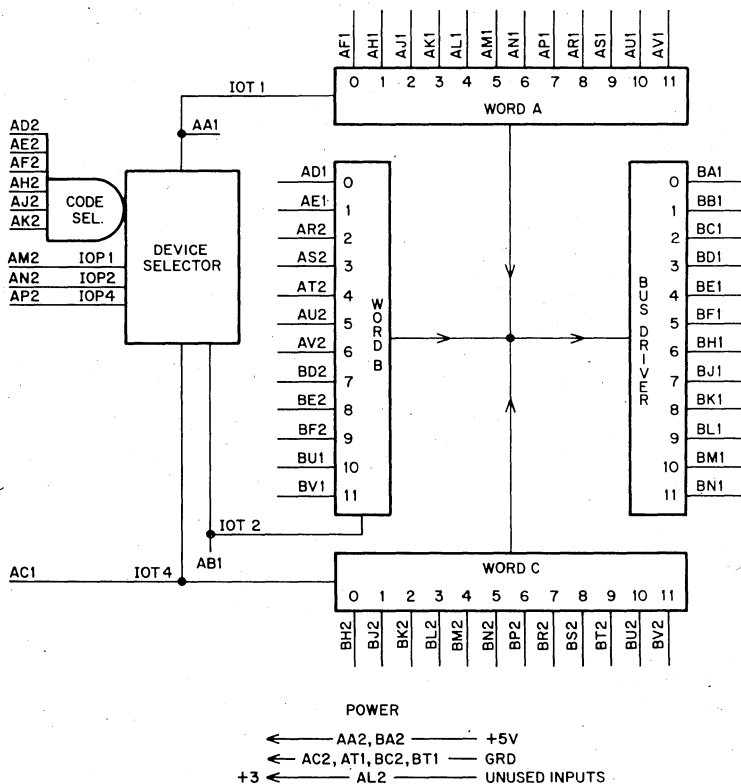 AF1 AH1 AJ1 AK1 AL1 AM1 AN1 AP1 AR1 AS1 AU1 AV1
0 1 2 3 4 5 6 7 8 9 10 11
WORD A
IOT 1
AA1
AD2
AE2
AF2
AH2
AJ2
AK2
CODE
SEL.
DEVICE
SELECTOR
AM2 IOP1
AN2 IOP2
AP2 IOP4
AD1 0
AE1 1
AR2 2
AS2 3
AT2 4
AU2 5
AV2 6
BD2 7
BE2 8
BF2 9
BU1 10
BV1 11
WORD B
0 BA1
1 BB1
2 BC1
3 BD1
4 BE1
5 BF1
6 BH1
7 BJ1
8 BK1
9 BL1
10 BM1
11 BN1
BUS DRIVER
IOT 2
AB1
AC1 IOT 4
WORD C
0 1 2 3 4 5 6 7 8 9 10 11
BH2 BJ2 BK2 BL2 BM2 BN2 BP2 BR2 BS2 BT2 BU2 BV2
POWER
AA2, BA2 +5V
AC2, AT1, BC2, BT1 GRD
+3 AL2 UNUSED INPUTS